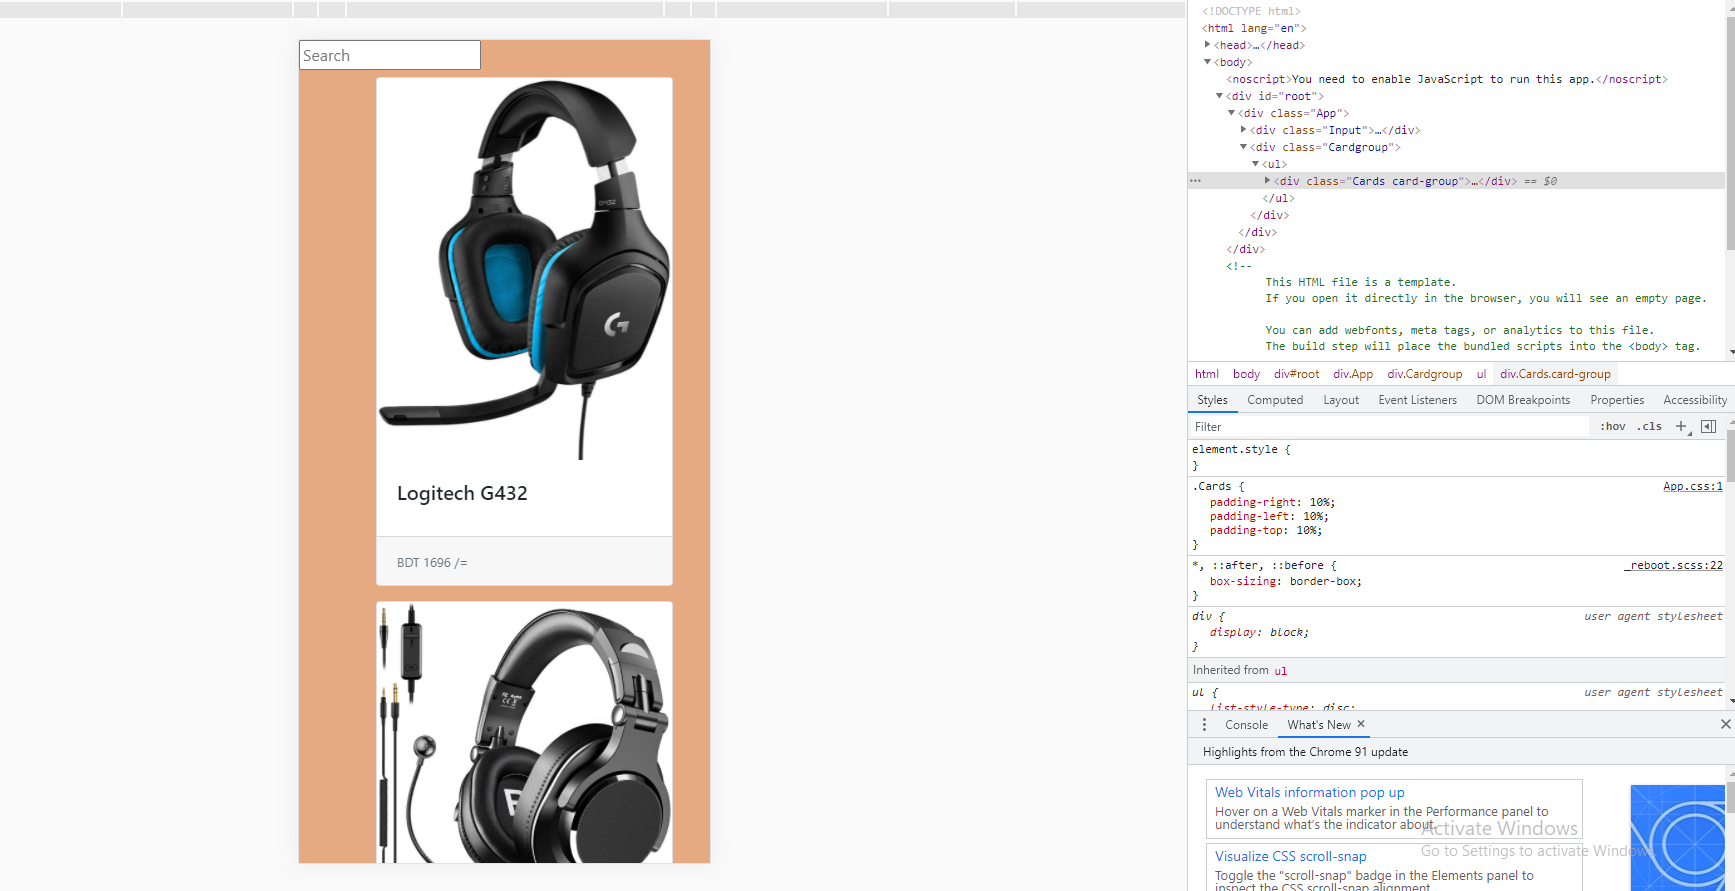 Search
GM32
Logitech G432
BDT 1696 /=
<!DOCTYPE html>
<html lang="en">
<head>…</head>
<body>
<noscript>You need to enable JavaScript to run this app.</noscript>
<div id="root">
<div class="App">
<div class="Input">…</div>
<div class="Cardgroup">
<ul>
<div class="Cards card-group">…</div> == $0
</ul>
</div>
</div>
</div>
<!--
This HTML file is a template.
If you open it directly in the browser, you will see an empty page.
You can add webfonts, meta tags, or analytics to this file.
The build step will place the bundled scripts into the <body> tag.
html body div#root div.App div.Cardgroup ul div.Cards.card-group
Styles Computed Layout Event Listeners DOM Breakpoints Properties Accessibility
Filter :hov .cls +
element.style {
}
.Cards { App.css:1
padding-right: 10%;
padding-left: 10%;
padding-top: 10%;
}
*, ::after, ::before { _reboot.scss:22
box-sizing: border-box;
}
div { user agent stylesheet
display: block;
}
Inherited from ul
ul { user agent stylesheet
list-style-type: disc;
Console What's New ×
Highlights from the Chrome 91 update
Web Vitals information pop up
Hover on a Web Vitals marker in the Performance panel to
understand what's the indicator about.
Visualize CSS scroll-snap
Toggle the "scroll-snap" badge in the Elements panel to
inspect the CSS scroll-snap alignment.
Activate Windows
Go to Settings to activate Windows.